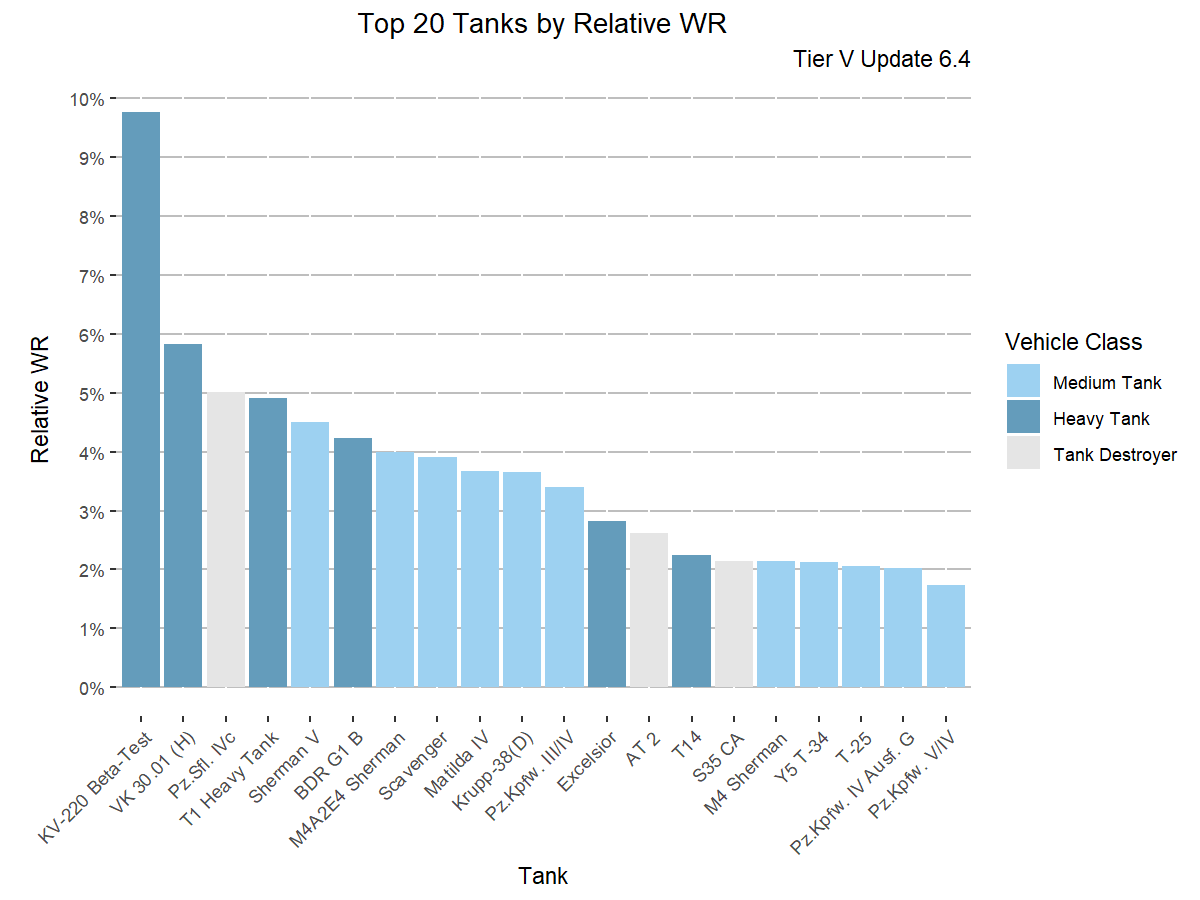 Top 20 Tanks by Relative WR
Tier V Update 6.4
10%
9%
8%
7%
6%
5%
4%
3%
2%
1%
0%
Relative WR
KV-220 Beta-Test
VK 30.01 (H)
Pz.Sfl. IVc
T1 Heavy Tank
Sherman V
BDR G1 B
M4A2E4 Sherman
Scavenger
Matilda IV
Krupp-38(D)
Pz.Kpfw. III/IV
Excelsior
AT 2
T14
S35 CA
M4 Sherman
Y5 T-34
T-25
Pz.Kpfw. IV Ausf. G
Pz.Kpfw. V/IV
Tank
Vehicle Class
Medium Tank
Heavy Tank
Tank Destroyer